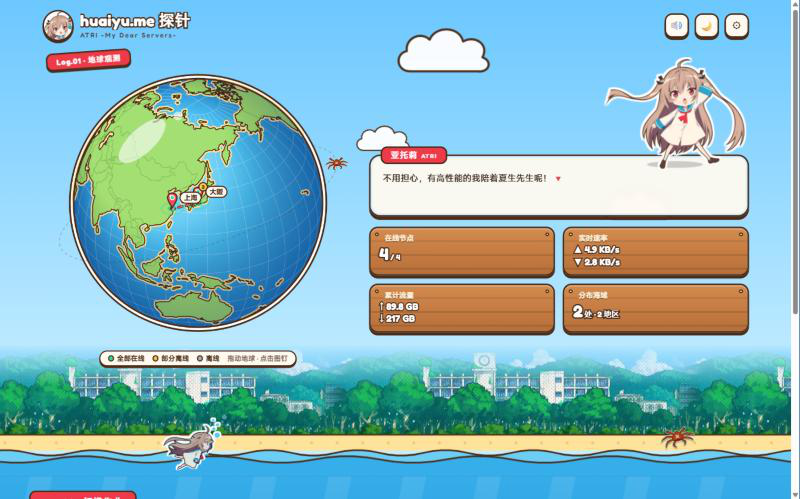 huaiyu.me 探针
ATRI -My Dear Servers-
Log.01 · 地球观测
上海
大阪
亚托莉 ATRI
不用担心，有高性能的我陪着夏生先生呢！
在线节点
4 / 4
实时速率
▲ 4.9 KB/s
▼ 2.8 KB/s
累计流量
↑ 89.8 GB
↓ 217 GB
分布海域
2 处 · 2 地区
全部在线 部分离线 离线 拖动地球 · 点击图钉